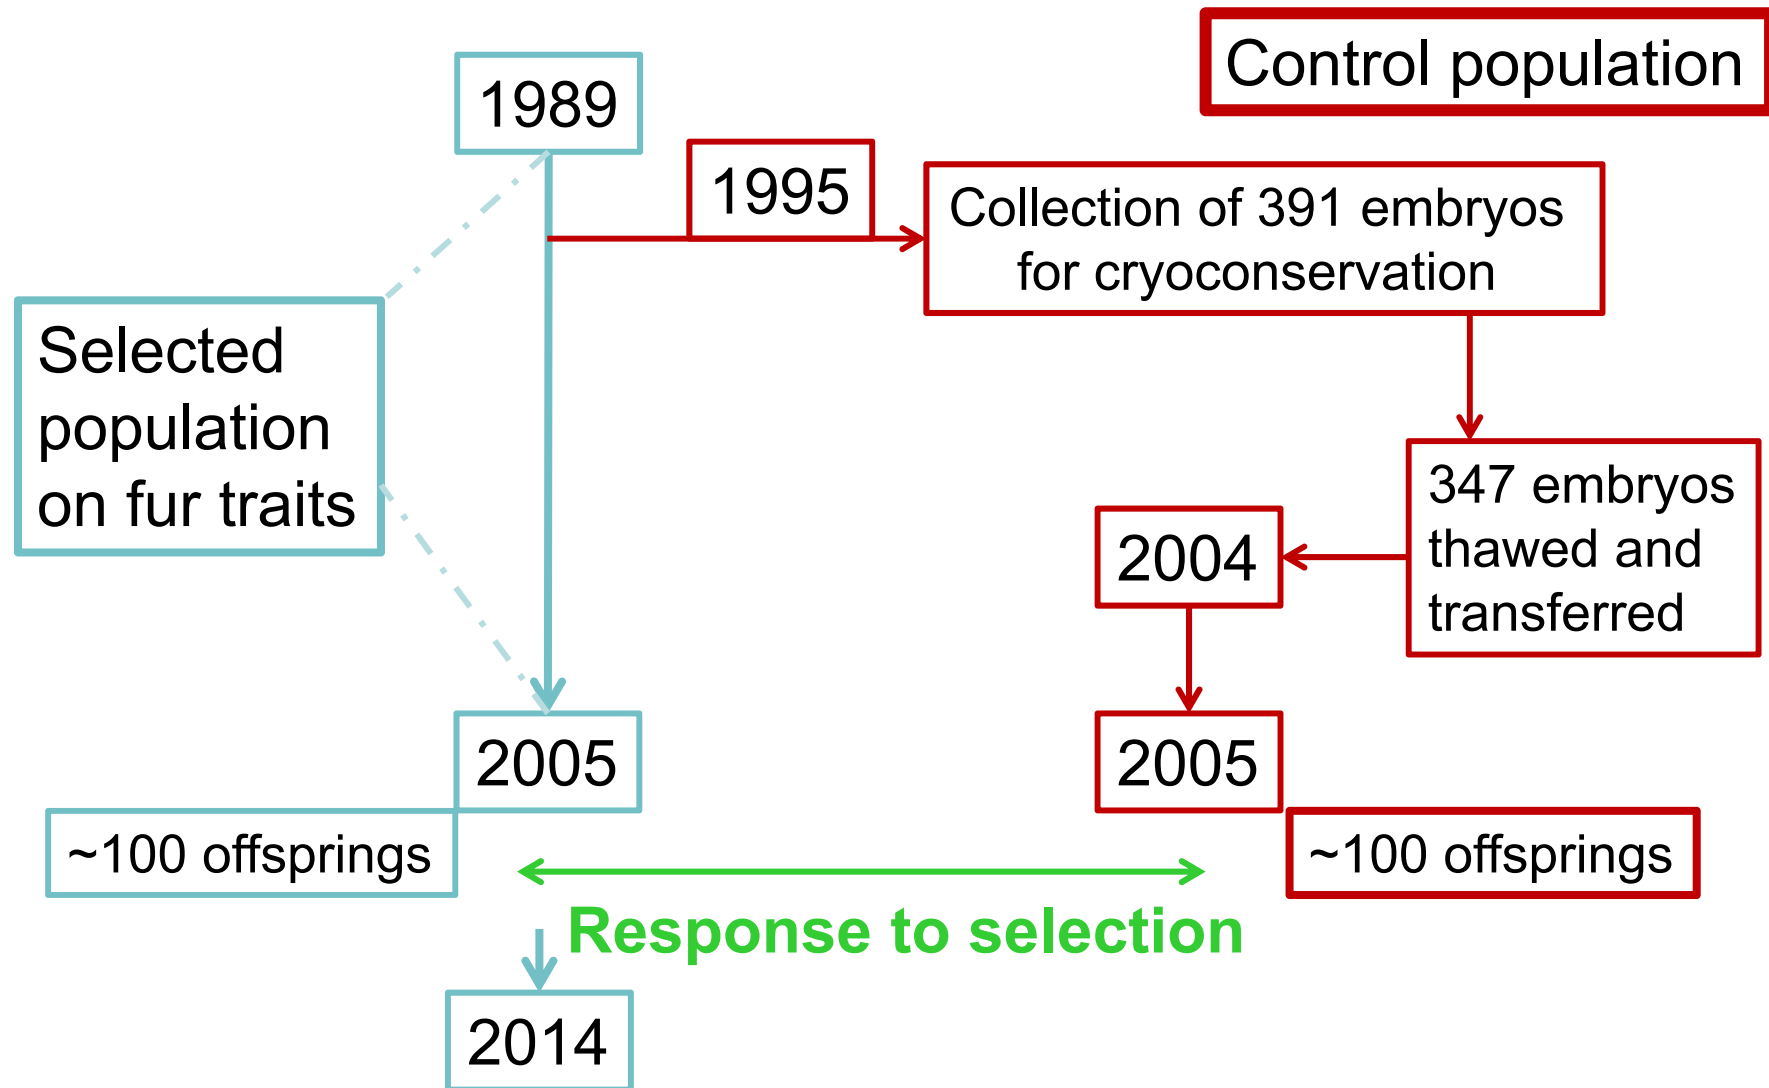 Control population
1989
1995
Collection of 391 embryos
for cryoconservation
Selected
population
on fur traits
347 embryos
thawed and
transferred
2004
2005
2005
~100 offsprings
~100 offsprings
Response to selection
2014